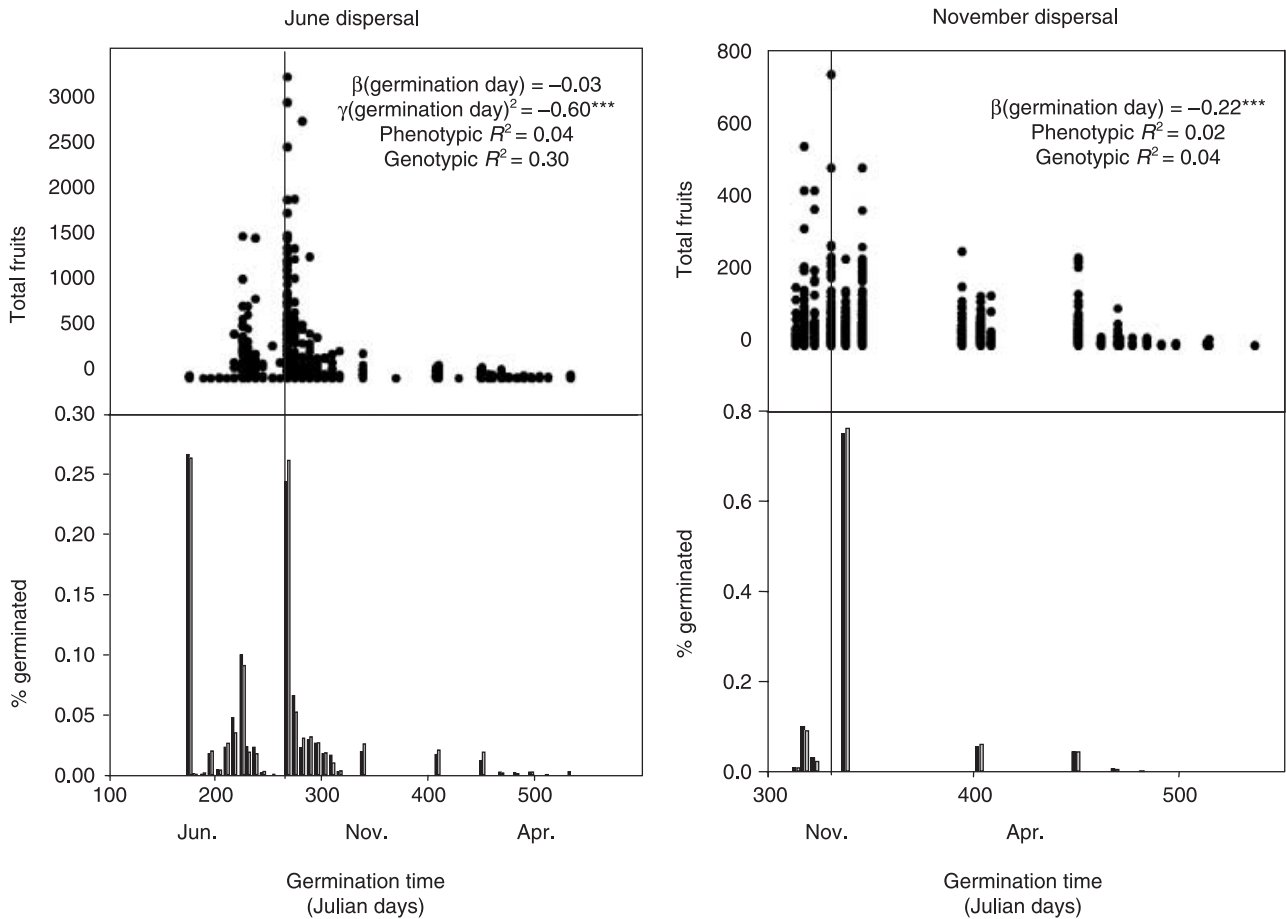 June dispersal
3000
2500
2000
1500
1000
500
0
Total fruits
β(germination day) = –0.03
γ(germination day)² = –0.60***
Phenotypic R² = 0.04
Genotypic R² = 0.30
0.30
0.25
0.20
0.15
0.10
0.05
0.00
% germinated
100
200
300
400
500
Jun.
Nov.
Apr.
Germination time
(Julian days)
November dispersal
800
600
400
200
0
Total fruits
β(germination day) = –0.22***
Phenotypic R² = 0.02
Genotypic R² = 0.04
0.8
0.6
0.4
0.2
0.0
% germinated
300
400
500
Nov.
Apr.
Germination time
(Julian days)